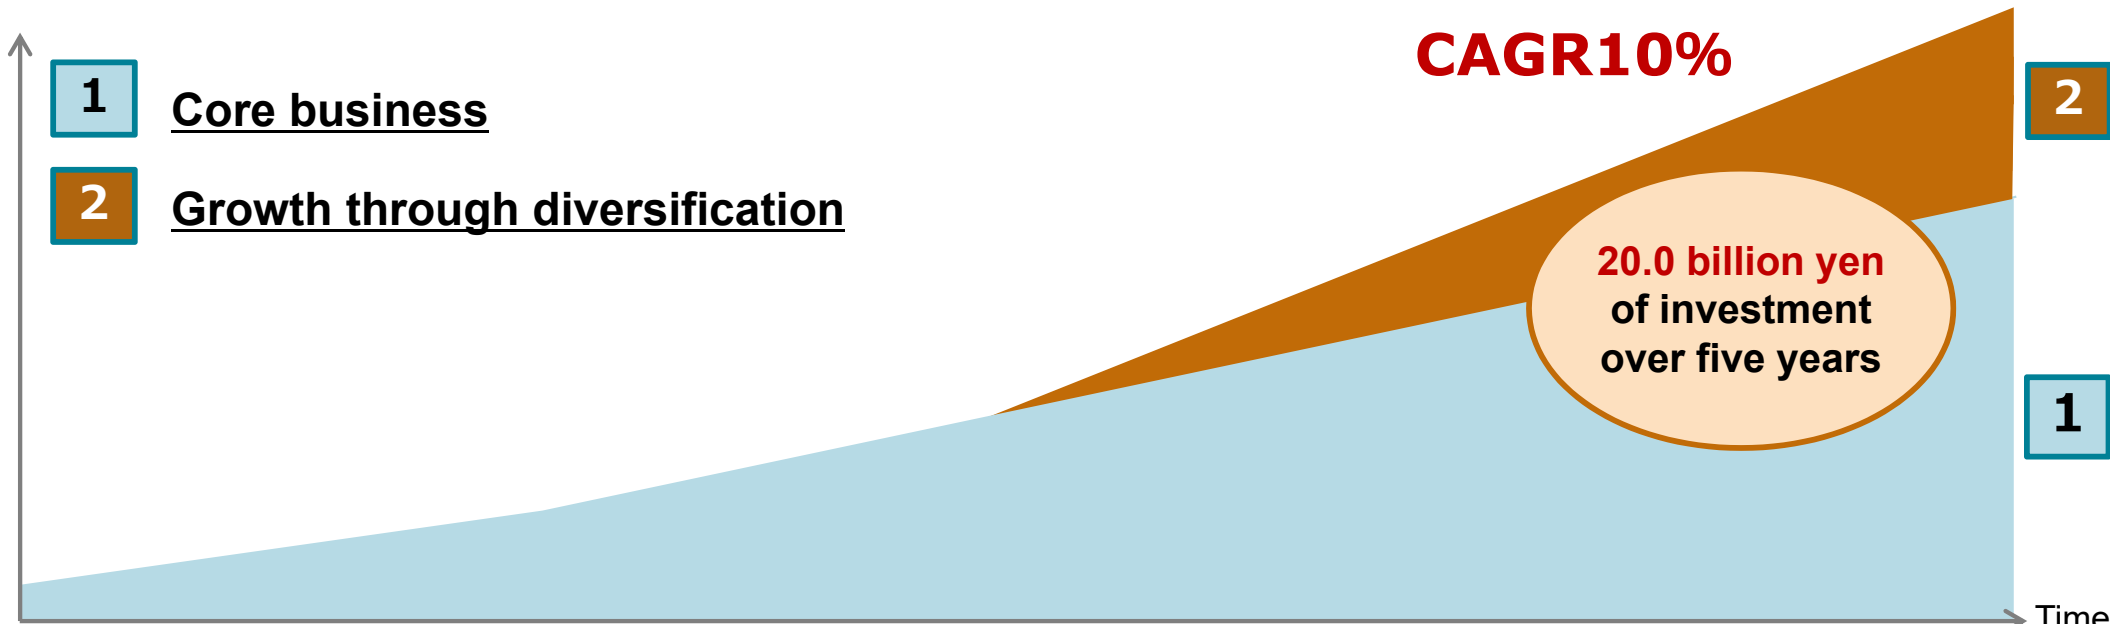 CAGR10%
1
Core business
2
2
Growth through diversification
20.0 billion yen
of investment
over five years
1
Time